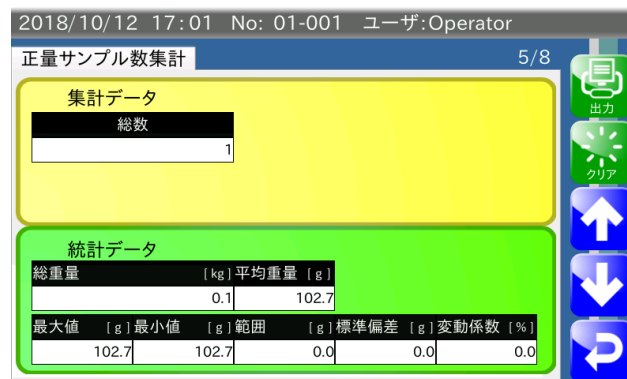 2018/10/12 17:01 No: 01-001 ユーザ:Operator
正量サンプル数集計 5/8
出力
クリア
集計データ
総数
1
統計データ
総重量 [kg] 平均重量 [g]
0.1 102.7
最大値 [g] 最小値 [g] 範囲 [g] 標準偏差 [g] 変動係数 [%]
102.7 102.7 0.0 0.0 0.0